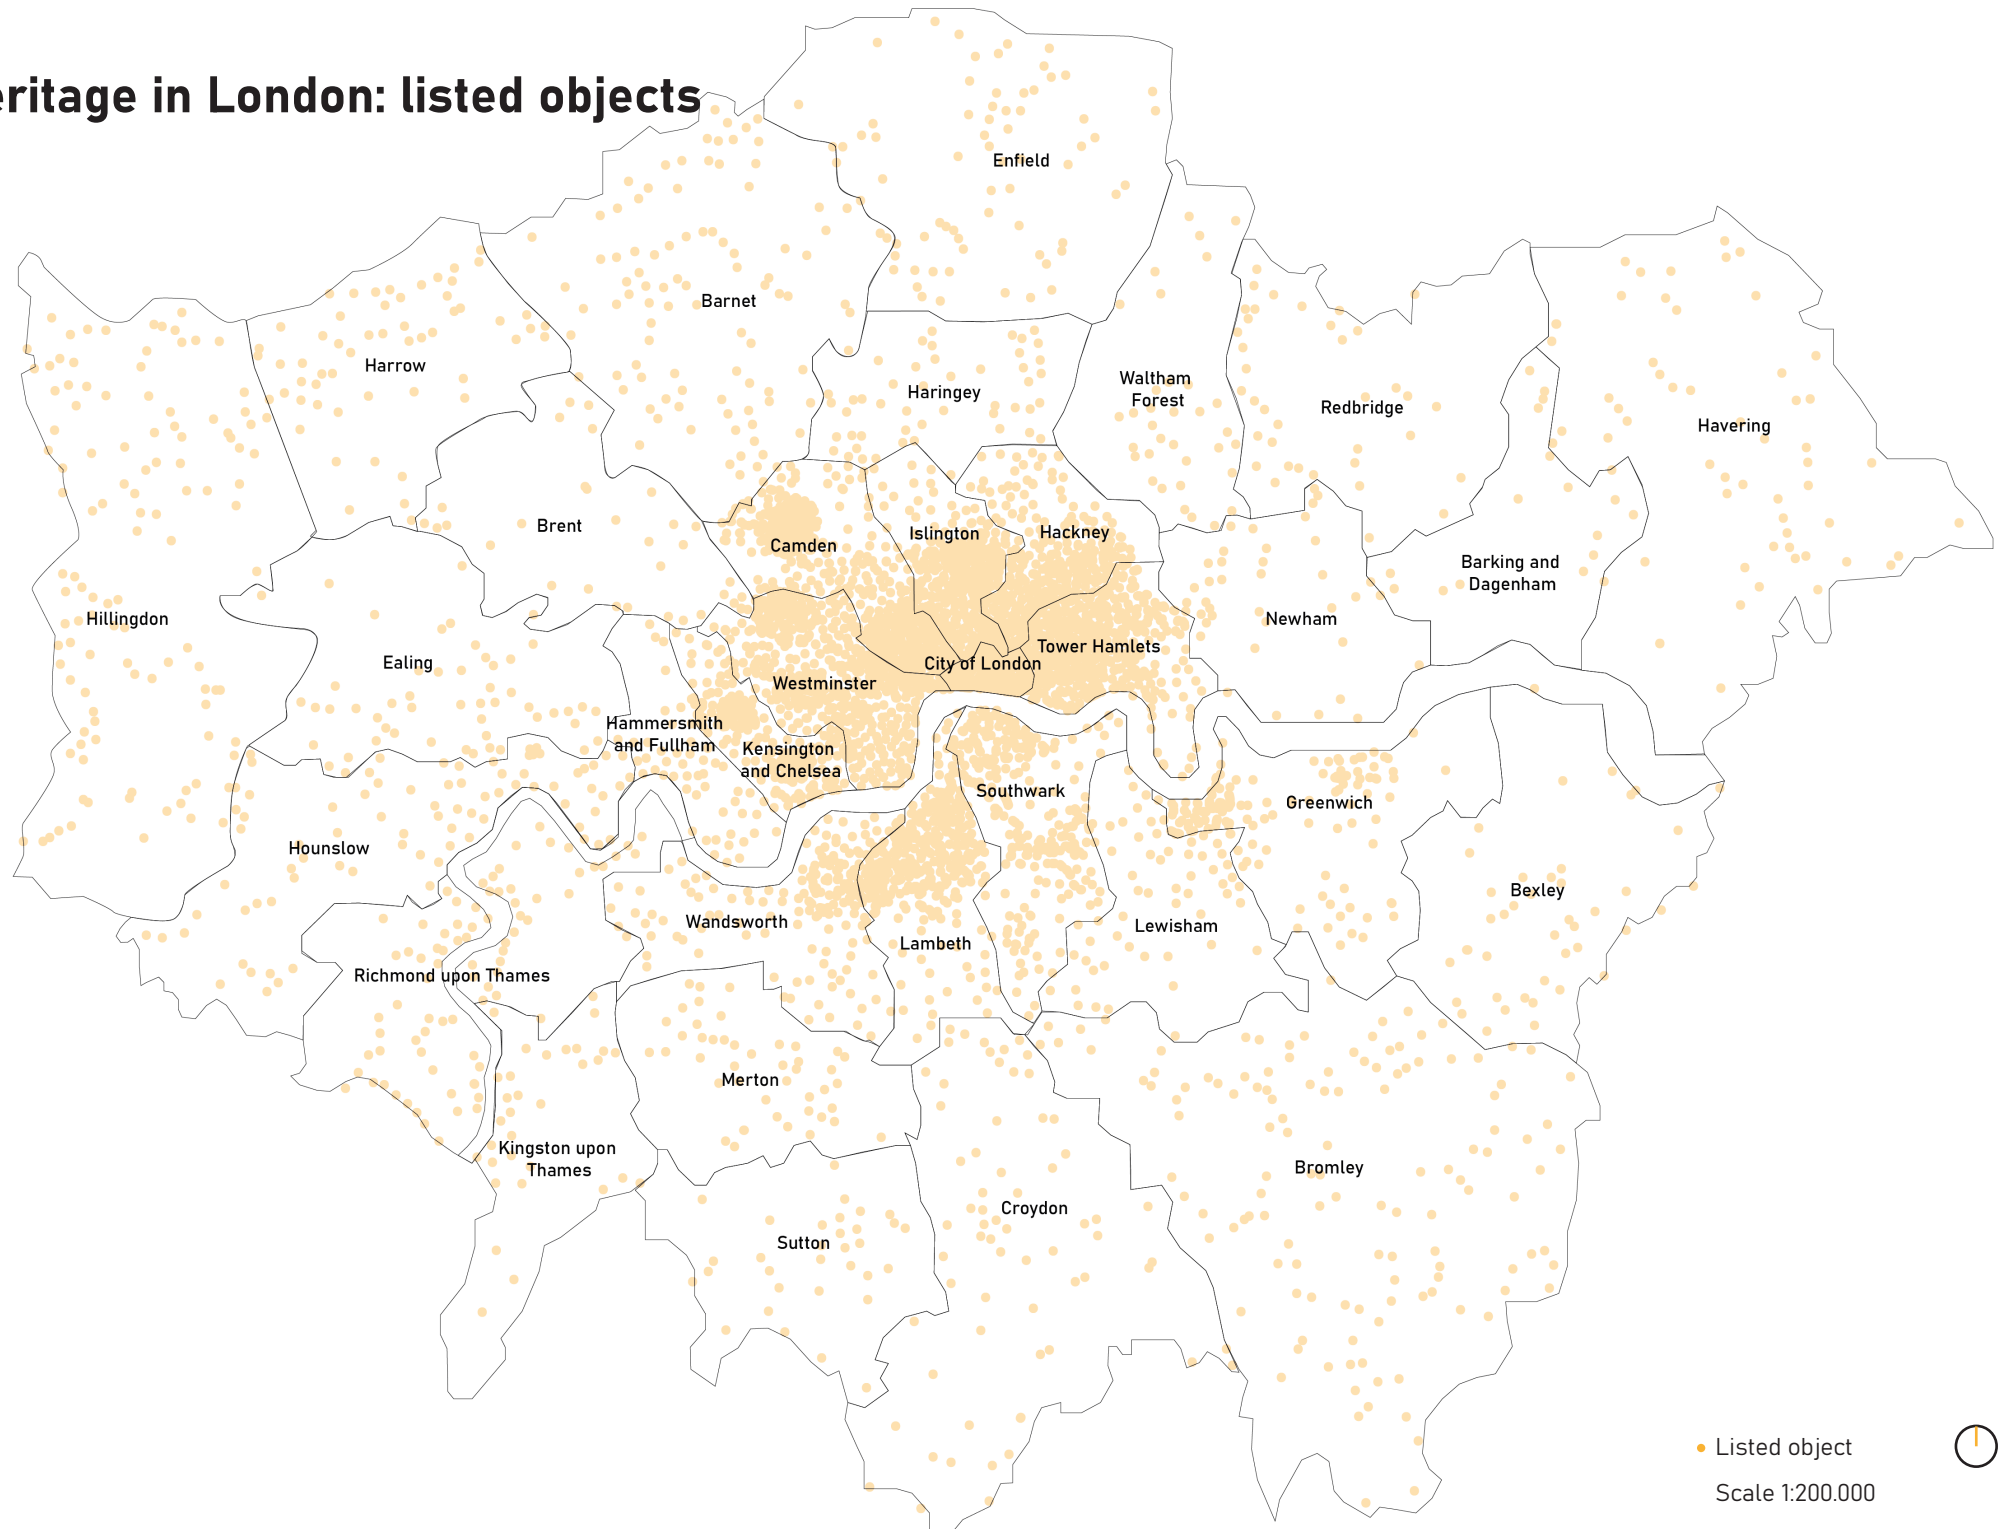 eritage in London: listed objects
Enfield
Barnet
Harrow
Haringey
Waltham
Forest
Redbridge
Havering
Brent
Camden
Islington
Hackney
Barking and
Dagenham
Hillingdon
Newham
Ealing
Tower Hamlets
City of London
Westminster
Hammersmith
and Fullham
Kensington
and Chelsea
Southwark
Greenwich
Hounslow
Bexley
Wandsworth
Lambeth
Lewisham
Richmond upon Thames
Merton
Kingston upon
Thames
Bromley
Croydon
Sutton
Listed object
Scale 1:200.000